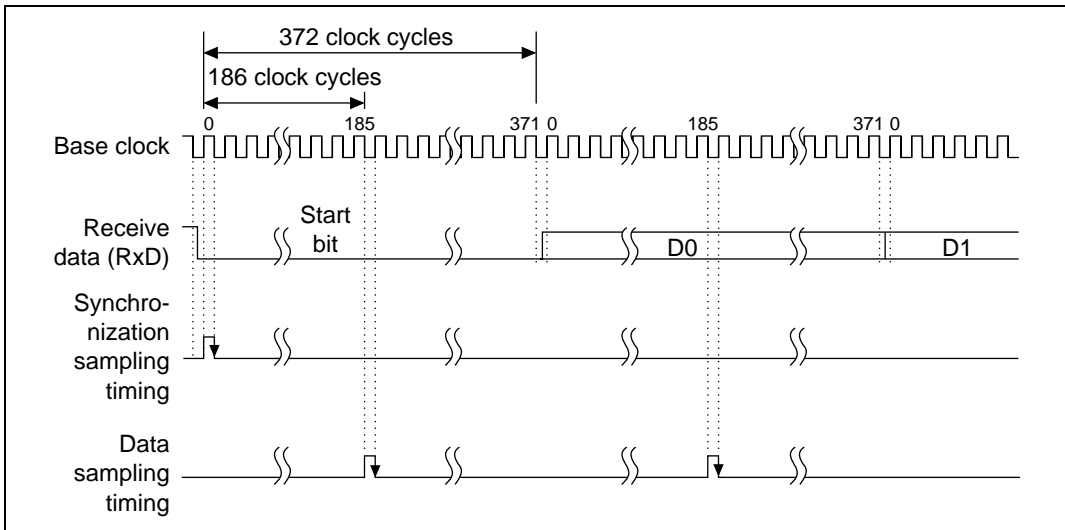 372 clock cycles
186 clock cycles
0 185 371 0 185 371 0
Base clock
Start
bit
Receive
data (RxD)
D0 D1
Synchro-
nization
sampling
timing
Data
sampling
timing